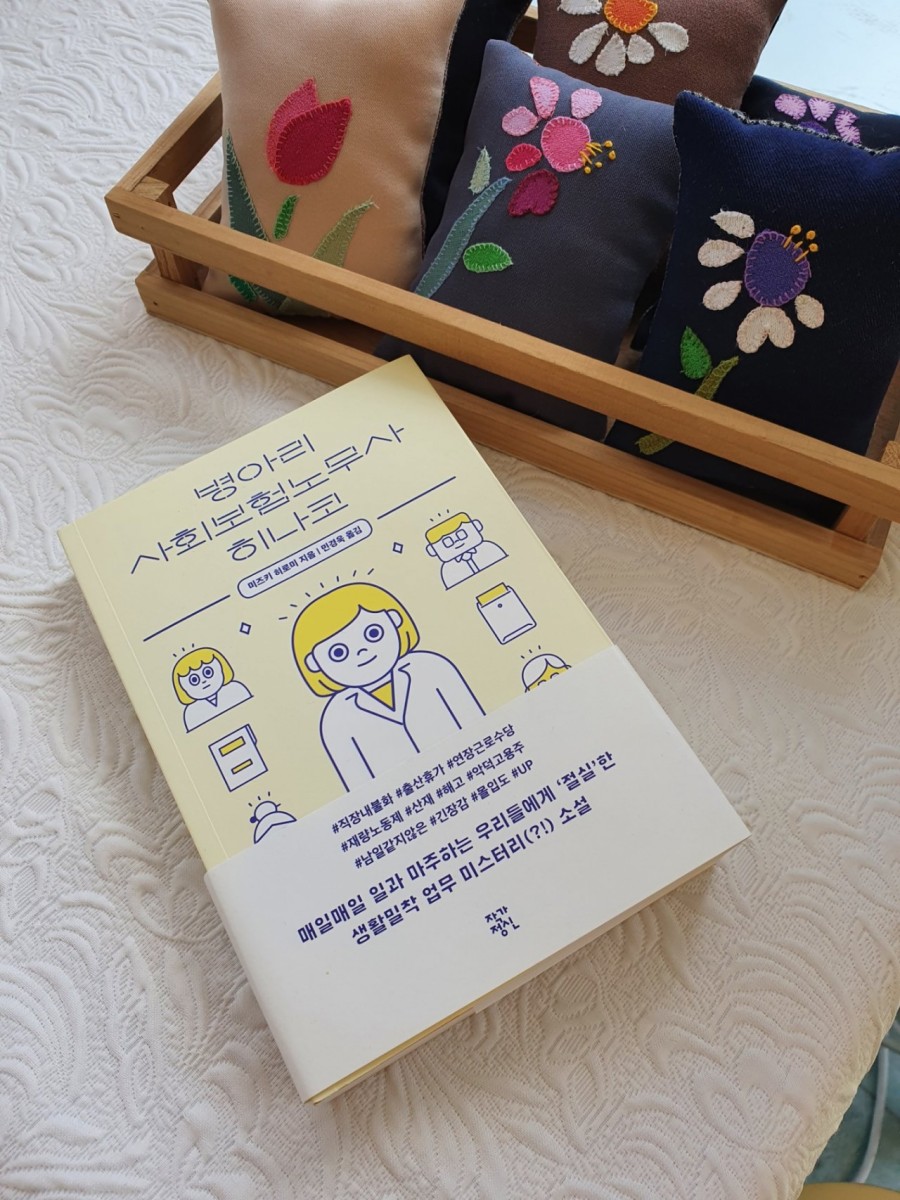 병아리
사회보험노무사
히나코
미즈키 히로미 지음 | 민경욱 옮김
#직장내불화 #출산휴가 #연장근로수당
#재량노동제 #산재 #해고 #악덕고용주
#남일같지않은 #긴장감 #몰입도 #UP
매일매일 일과 마주하는 우리들에게 ‘절실’한
생활밀착 업무 미스터리(?!) 소설
작가
정신